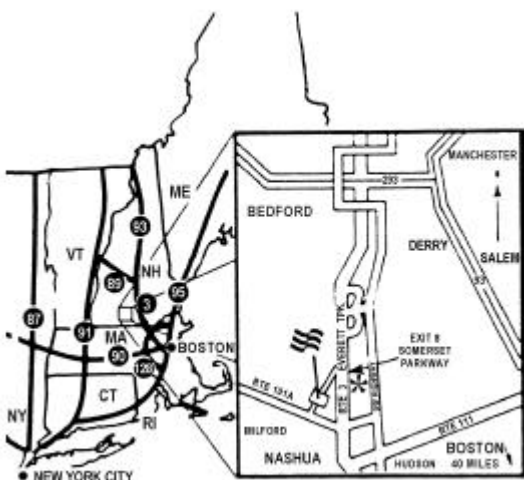 ME
VT
93
NH
89
3
95
87
91
MA
90
BOSTON
128
CT
NY
RI
NEW YORK CITY
MANCHESTER
293
BEDFORD
DERRY
SALEM
93
EVERETT TPK
RTE 3
EXIT 8
SOMERSET
PARKWAY
RTE 101A
MILFORD
RTE 111
NASHUA
HUDSON
BOSTON
40 MILES